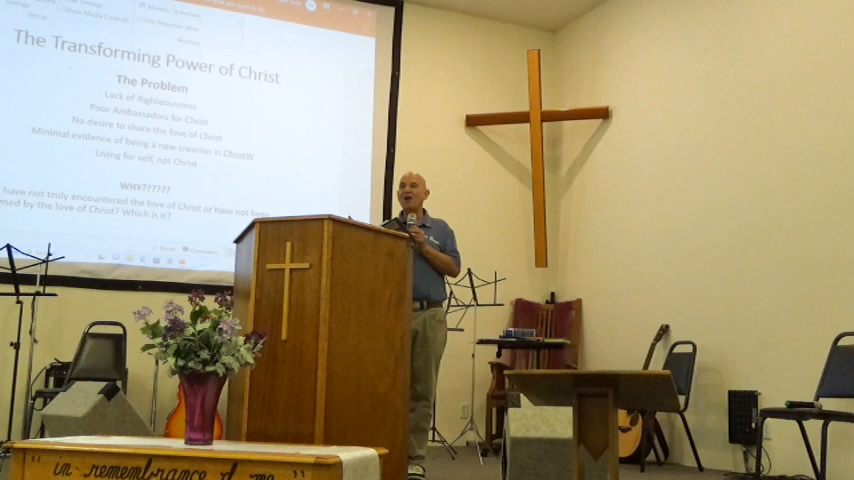 The Transforming Power of Christ
The Problem
Lack of Righteousness
Poor Ambassadors for Christ
No desire to share the love of Christ
Minimal evidence of being a new creation in ChristW
Living for self, not Christ
WHY??????
have not truly encountered the love of Christ or have not been
med by the love of Christ? Which is it?
"in remembrance of me"